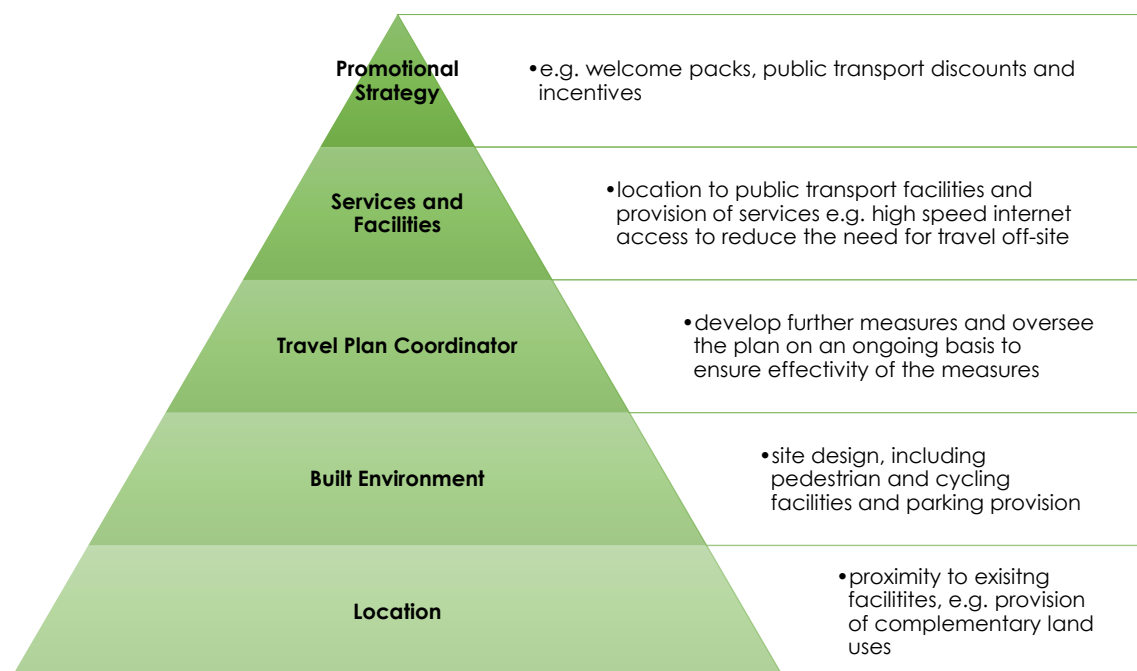 Promotional
Strategy
•e.g. welcome packs, public transport discounts and
incentives
Services and
Facilities
•location to public transport facilities and
provision of services e.g. high speed internet
access to reduce the need for travel off-site
Travel Plan Coordinator
•develop further measures and oversee
the plan on an ongoing basis to
ensure effectivity of the measures
Built Environment
•site design, including
pedestrian and cycling
facilities and parking provision
Location
•proximity to exisitng
facilitites, e.g. provision
of complementary land
uses